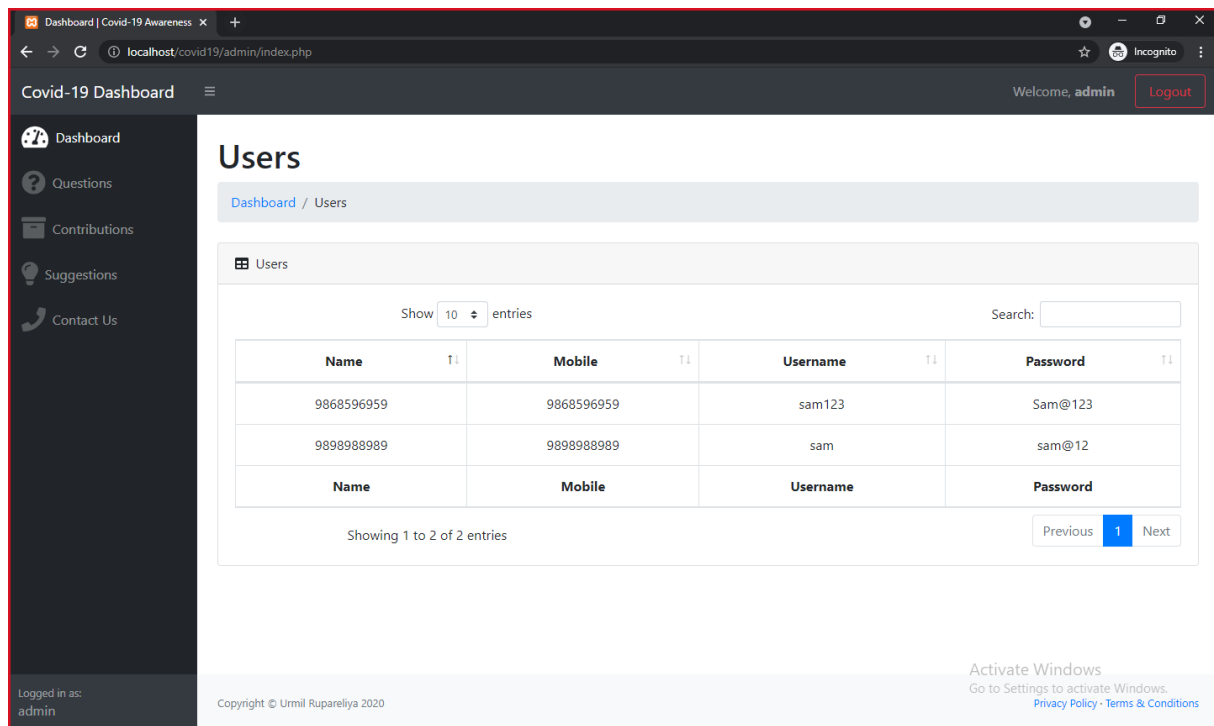 Dashboard | Covid-19 Awareness
localhost/covid19/admin/index.php
Incognito
Covid-19 Dashboard
Welcome, admin
Logout
Dashboard
Questions
Contributions
Suggestions
Contact Us
Logged in as:
admin
Users
Dashboard / Users
Users
Show 10 entries
Search:
Name Mobile Username Password
9868596959 9868596959 sam123 Sam@123
9898988989 9898988989 sam sam@12
Name Mobile Username Password
Showing 1 to 2 of 2 entries
Previous 1 Next
Activate Windows
Go to Settings to activate Windows.
Copyright © Urmil Rupareliya 2020
Privacy Policy · Terms & Conditions